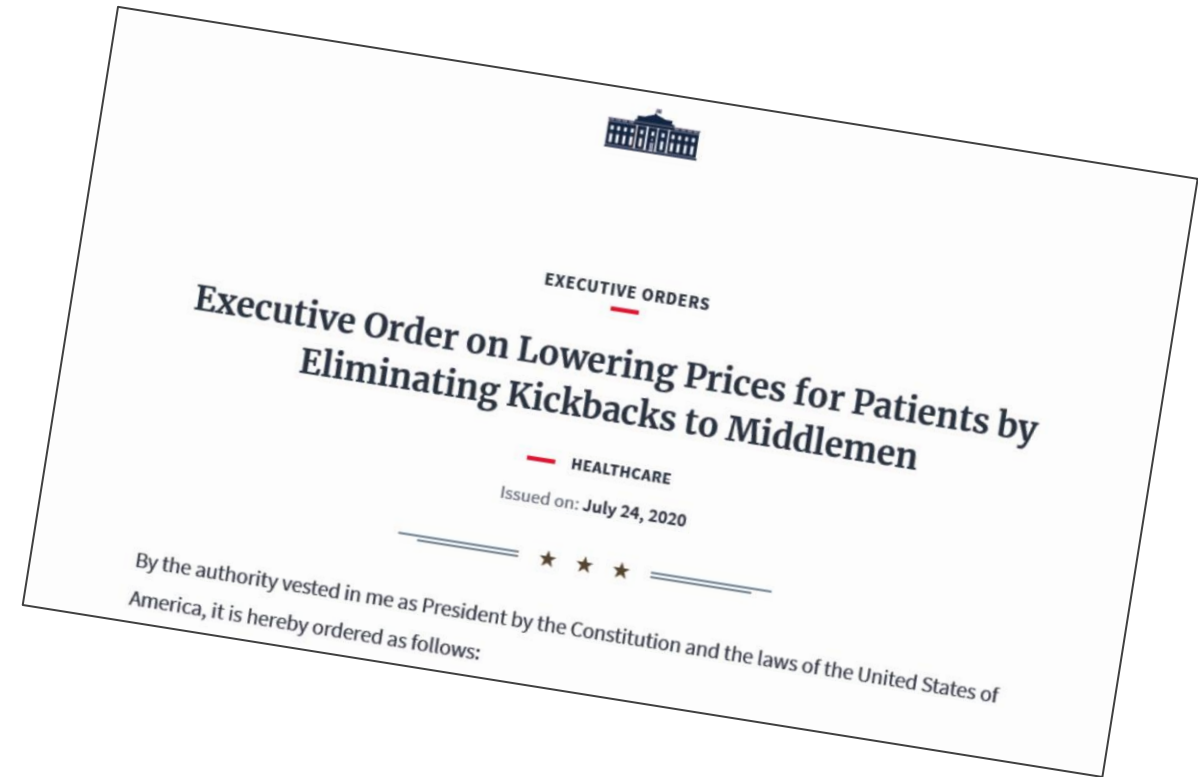 EXECUTIVE ORDERS
Executive Order on Lowering Prices for Patients by
Eliminating Kickbacks to Middlemen
HEALTHCARE
Issued on: July 24, 2020
By the authority vested in me as President by the Constitution and the laws of the United States of
America, it is hereby ordered as follows: